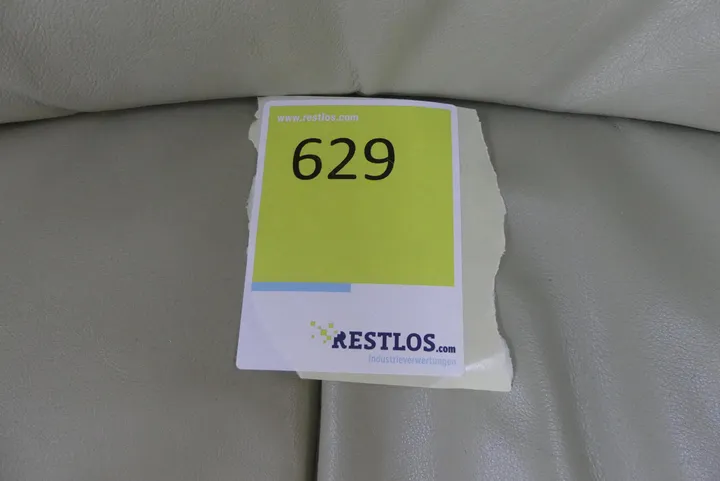 www.restlos.com
629
RESTLOS.com
industrieverwertungen